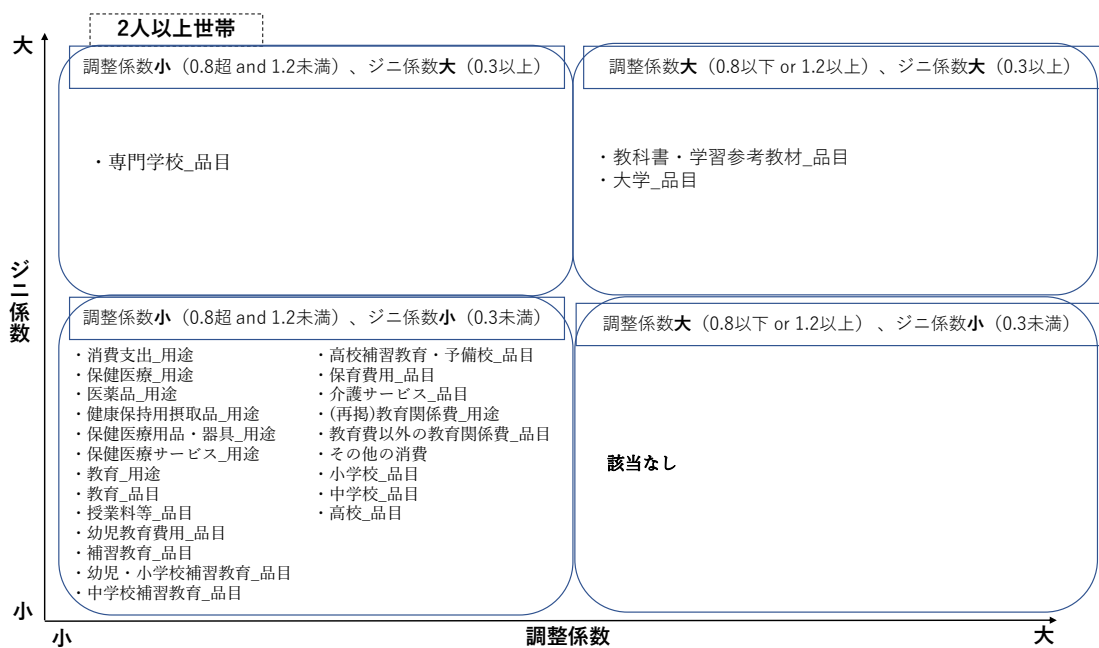 2人以上世帯
大
調整係数小（0.8超 and 1.2未満）、ジニ係数大（0.3以上）
・専門学校_品目
調整係数大（0.8以下 or 1.2以上）、ジニ係数大（0.3以上）
・教科書・学習参考教材_品目
・大学_品目
ジニ係数
調整係数小（0.8超 and 1.2未満）、ジニ係数小（0.3未満）
・消費支出_用途
・保健医療_用途
・医薬品_用途
・健康保持用摂取品_用途
・保健医療用品・器具_用途
・保健医療サービス_用途
・教育_用途
・教育_品目
・授業料等_品目
・幼児教育費用_品目
・補習教育_品目
・幼児・小学校補習教育_品目
・中学校補習教育_品目
・高校補習教育・予備校_品目
・保育費用_品目
・介護サービス_品目
・(再掲)教育関係費_用途
・教育費以外の教育関係費_品目
・その他の消費
・小学校_品目
・中学校_品目
・高校_品目
調整係数大（0.8以下 or 1.2以上）、ジニ係数小（0.3未満）
該当なし
小
小
調整係数
大